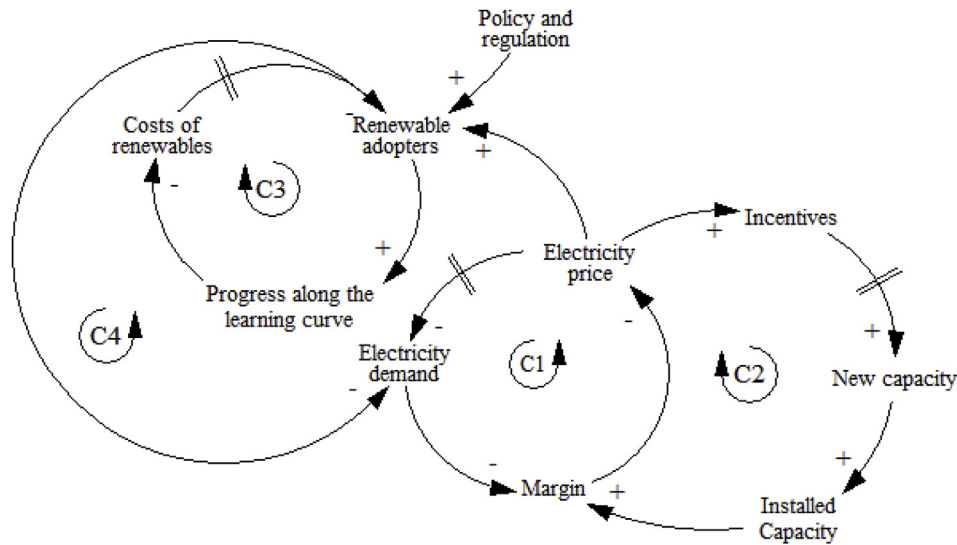 Policy and
regulation
+
Costs of
renewables
-
Renewable
adopters
+
-
C3
+
Incentives
+
Electricity
price
Progress along the
learning curve
-
-
+
C4
Electricity
demand
C1
C2
New capacity
-
-
Margin
+
+
Installed
Capacity